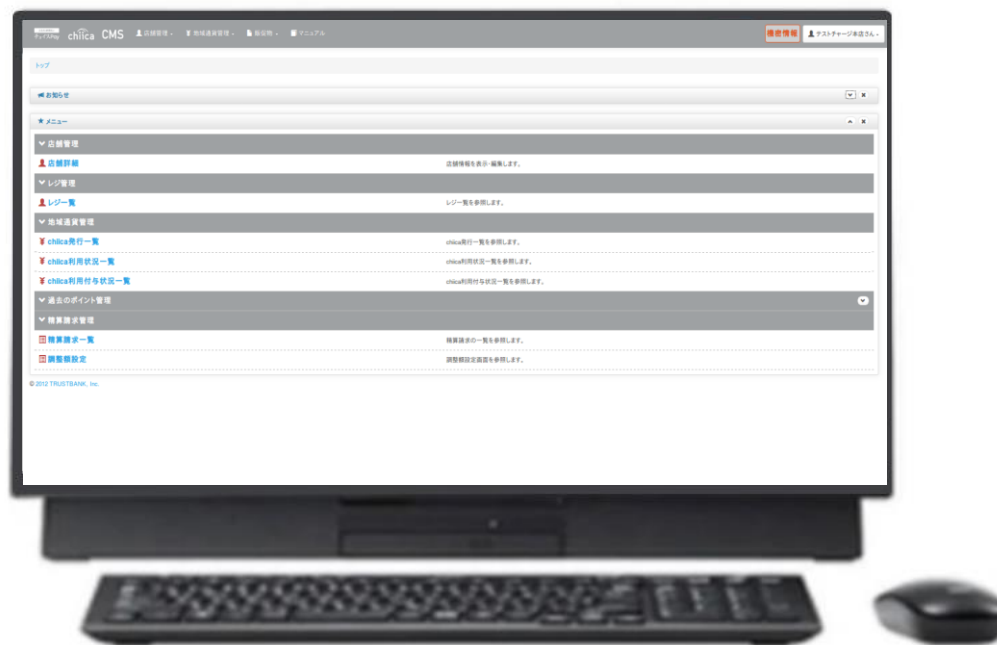 chiica CMS 店舗管理 地域通貨管理 販促物 マニュアル 機密情報 テストチャージ本店さん
トップ
お知らせ
メニュー
店舗管理
店舗詳細 店舗情報を表示・編集します。
レジ管理
レジ一覧 レジ一覧を参照します。
地域通貨管理
chiica発行一覧 chiica発行一覧を参照します。
chiica利用状況一覧 chiica利用状況一覧を参照します。
chiica利用付与状況一覧 chiica利用付与状況一覧を参照します。
過去のポイント管理
精算請求管理
精算請求一覧 精算請求の一覧を参照します。
調整額設定 調整額設定画面を参照します。
© 2012 TRUSTBANK, Inc.